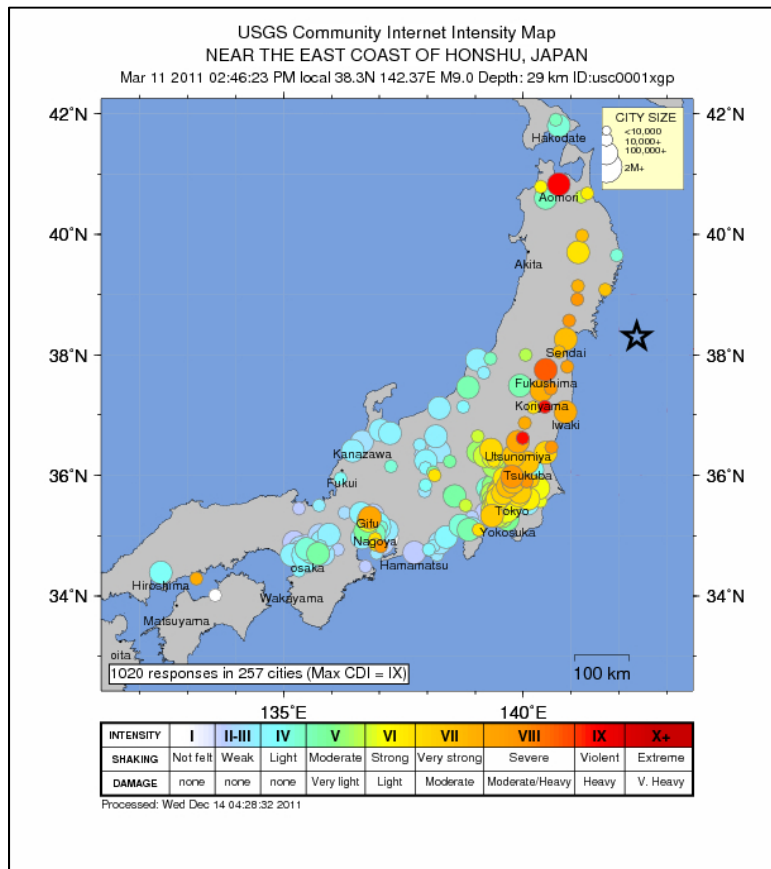 USGS Community Internet Intensity Map
NEAR THE EAST COAST OF HONSHU, JAPAN
Mar 11 2011 02:46:23 PM local 38.3N 142.37E M9.0 Depth: 29 km ID:usc0001xgp
42˚N
42˚N
CITY SIZE
<10,000
10,000+
100,000+
2M+
Hakodate
Aomori
40˚N
40˚N
Akita
38˚N
38˚N
Sendai
Fukushima
Koriyama
Iwaki
Kanazawa
Utsunomiya
36˚N
36˚N
Fukui
Tsukuba
Tokyo
Gifu
Yokosuka
Nagoya
Hamamatsu
osaka
Hiroshima
34˚N
34˚N
Wakayama
Matsuyama
oita
1020 responses in 257 cities (Max CDI = IX)
100 km
135˚E
140˚E
INTENSITY I II-III IV V VI VII VIII IX X+
SHAKING Not felt Weak Light Moderate Strong Very strong Severe Violent Extreme
DAMAGE none none none Very light Light Moderate Moderate/Heavy Heavy V. Heavy
Processed: Wed Dec 14 04:28:32 2011